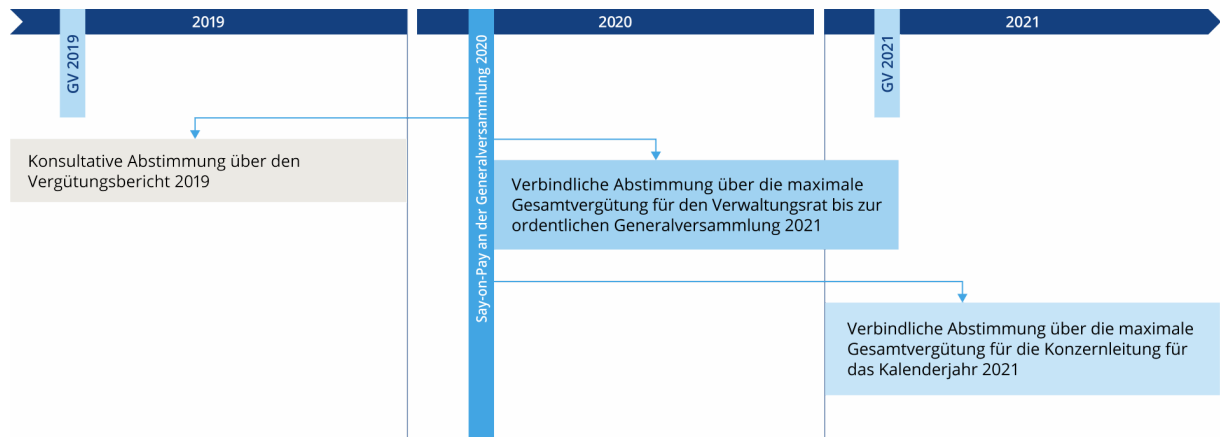 2019
2020
2021
GV 2019
Say-on-Pay an der Generalversammlung 2020
GV 2021
Konsultative Abstimmung über den
Vergütungsbericht 2019
Verbindliche Abstimmung über die maximale
Gesamtvergütung für den Verwaltungsrat bis zur
ordentlichen Generalversammlung 2021
Verbindliche Abstimmung über die maximale
Gesamtvergütung für die Konzernleitung für
das Kalenderjahr 2021